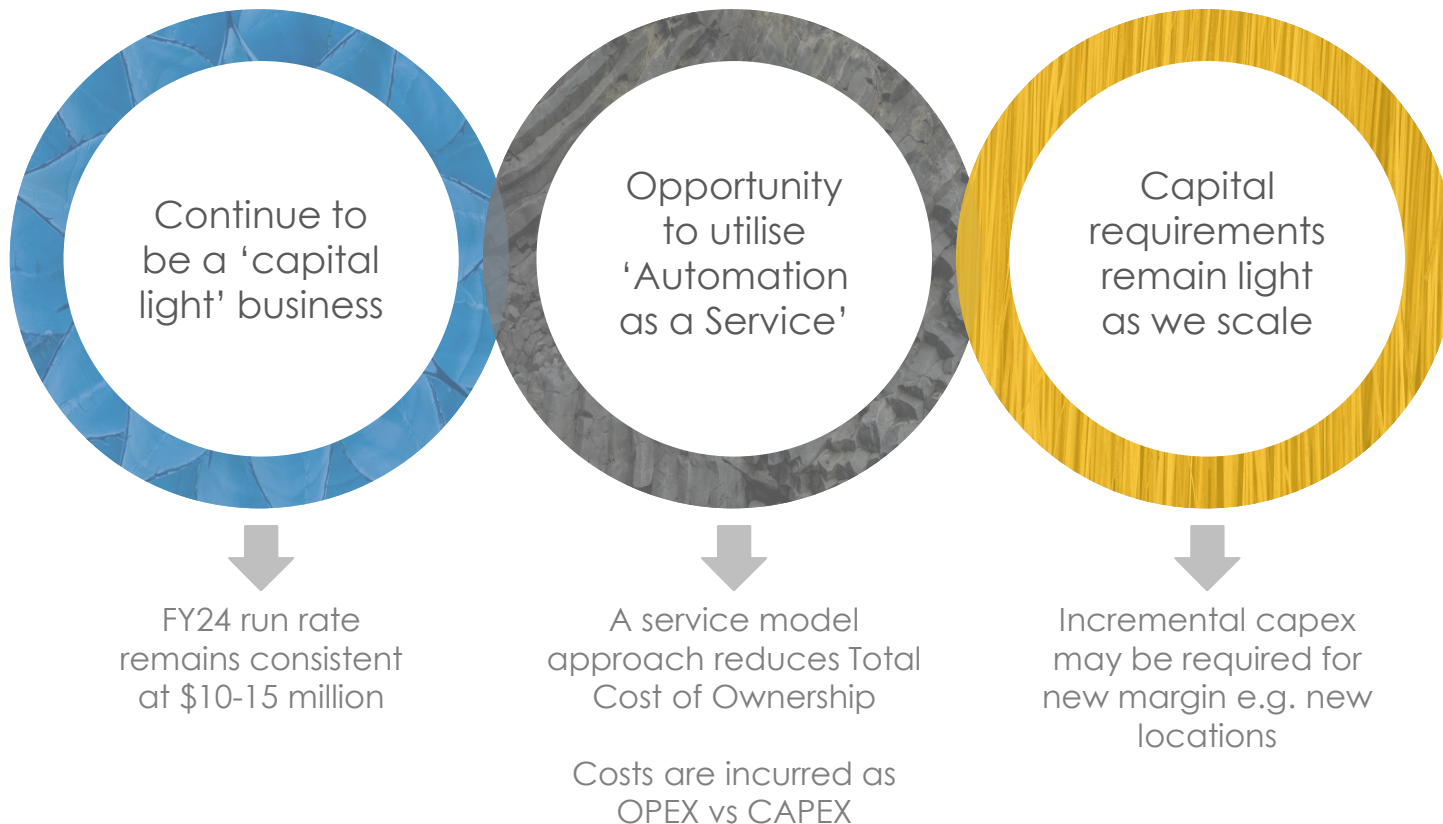 Continue to
be a ‘capital
light’ business
Opportunity
to utilise
‘Automation
as a Service’
Capital
requirements
remain light
as we scale
FY24 run rate
remains consistent
at $10-15 million
A service model
approach reduces Total
Cost of Ownership
Costs are incurred as
OPEX vs CAPEX
Incremental capex
may be required for
new margin e.g. new
locations